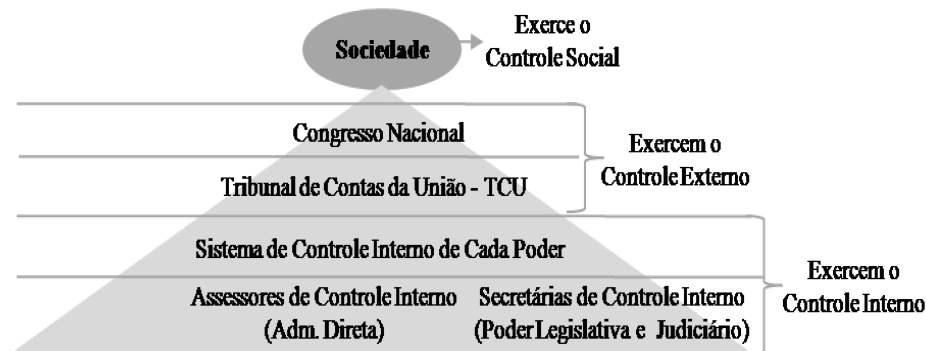 Sociedade
Exerce o
Controle Social
Congresso Nacional
Tribunal de Contas da União - TCU
Exercem o
Controle Externo
Sistema de Controle Interno de Cada Poder
Assessores de Controle Interno
(Adm. Direta)
Secretárias de Controle Interno
(Poder Legislativa e Judiciário)
Exercem o
Controle Interno